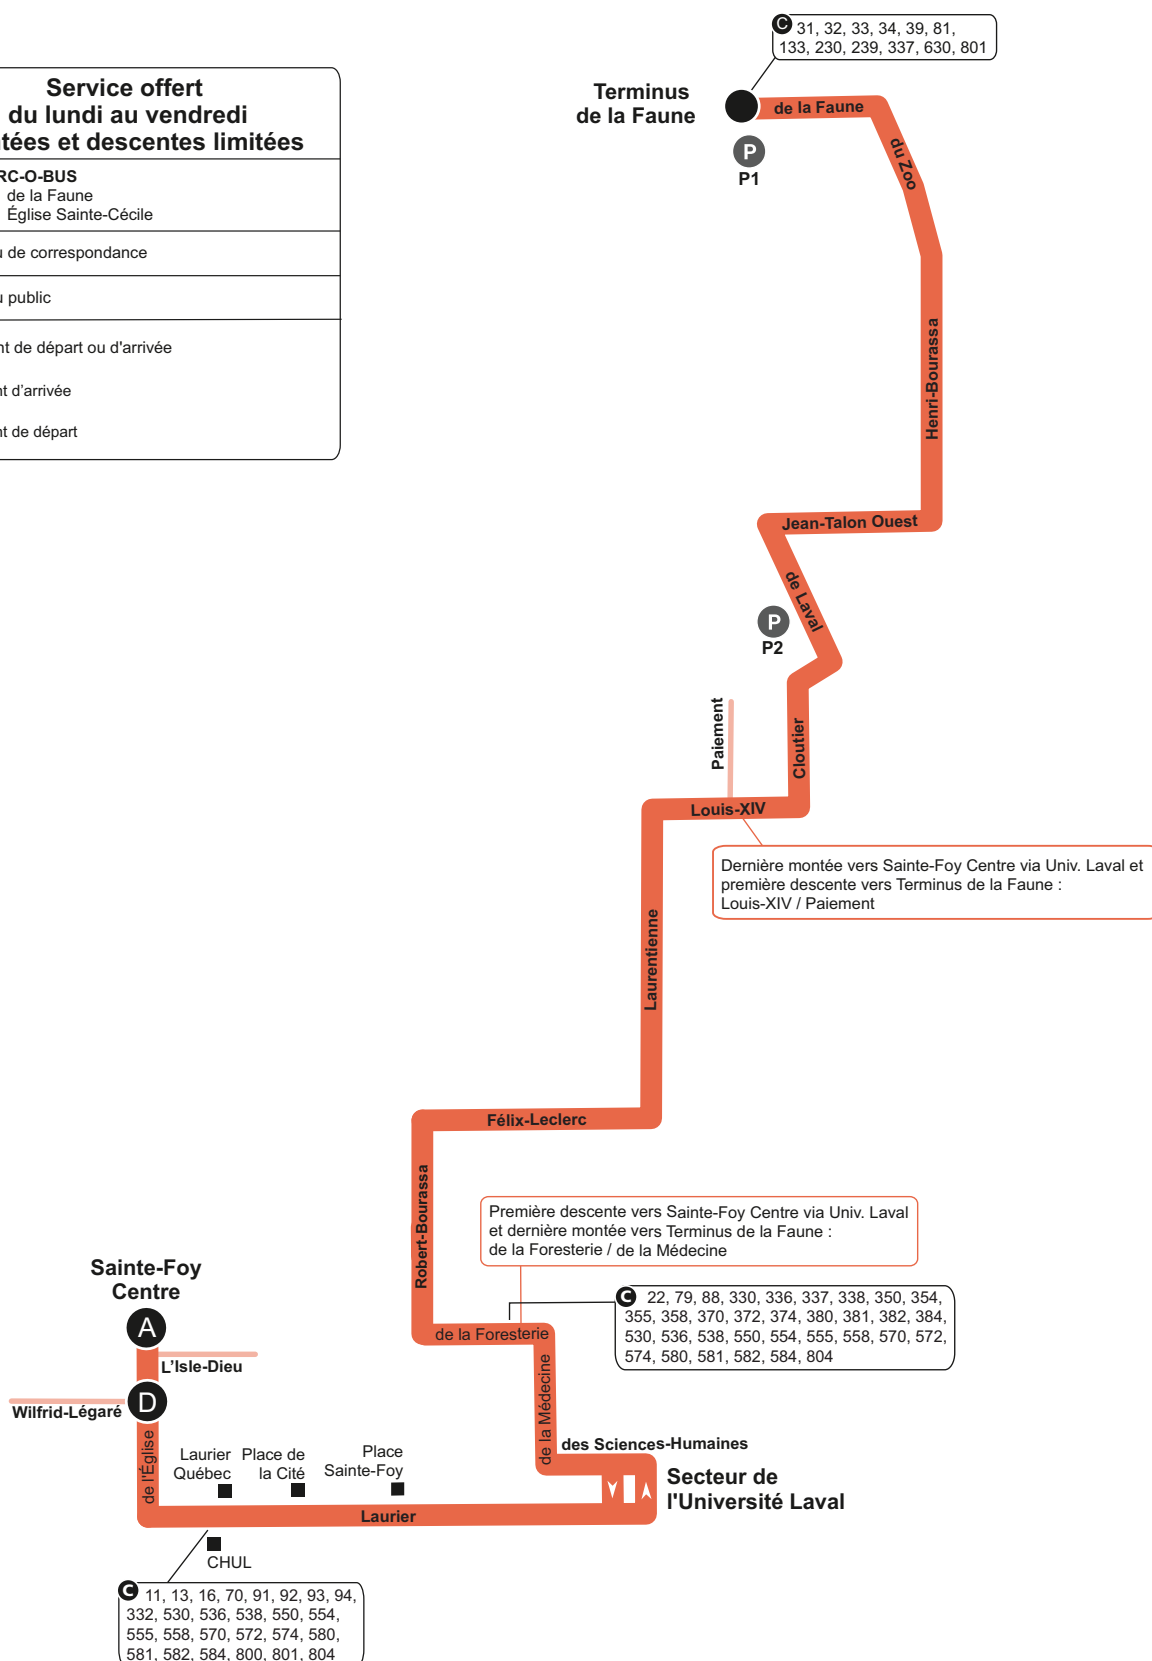 C 31, 32, 33, 34, 39, 81,
133, 230, 239, 337, 630, 801
Service offert
du lundi au vendredi
tées et descentes limitées
RC-O-BUS
de la Faune
Église Sainte-Cécile
u de correspondance
u public
nt de départ ou d'arrivée
nt d’arrivée
nt de départ
Terminus
de la Faune
de la Faune
P
P1
du Zoo
Henri-Bourassa
Jean-Talon Ouest
de Laval
P
P2
Paiement
Cloutier
Louis-XIV
Dernière montée vers Sainte-Foy Centre via Univ. Laval et
première descente vers Terminus de la Faune :
Louis-XIV / Paiement
Laurentienne
Félix-Leclerc
Robert-Bourassa
Première descente vers Sainte-Foy Centre via Univ. Laval
et dernière montée vers Terminus de la Faune :
de la Foresterie / de la Médecine
Sainte-Foy
Centre
A
C 22, 79, 88, 330, 336, 337, 338, 350, 354,
355, 358, 370, 372, 374, 380, 381, 382, 384,
530, 536, 538, 550, 554, 555, 558, 570, 572,
574, 580, 581, 582, 584, 804
de la Foresterie
L'Isle-Dieu
D
Wilfrid-Légaré
de la Médecine
de l'Église
des Sciences-Humaines
Laurier
Québec
Place de
la Cité
Place
Sainte-Foy
Secteur de
l'Université Laval
Laurier
CHUL
C 11, 13, 16, 70, 91, 92, 93, 94,
332, 530, 536, 538, 550, 554,
555, 558, 570, 572, 574, 580,
581, 582, 584, 800, 801, 804